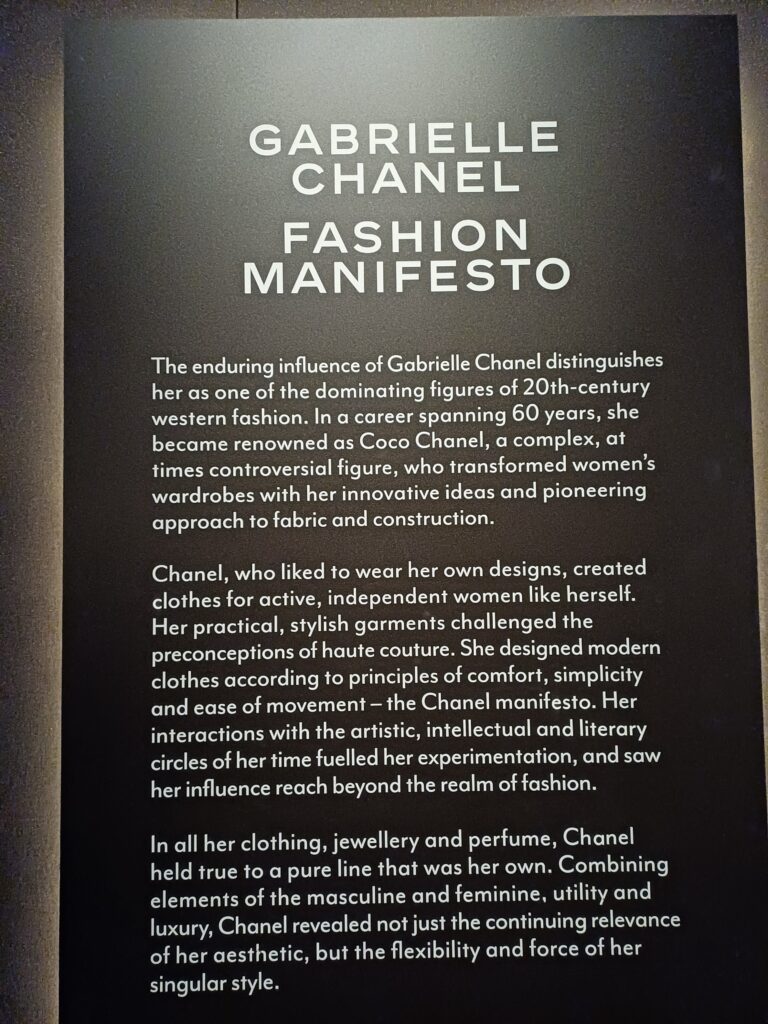 GABRIELLE
CHANEL
FASHION
MANIFESTO
The enduring influence of Gabrielle Chanel distinguishes
her as one of the dominating figures of 20th-century
western fashion. In a career spanning 60 years, she
became renowned as Coco Chanel, a complex, at
times controversial figure, who transformed women's
wardrobes with her innovative ideas and pioneering
approach to fabric and construction.
Chanel, who liked to wear her own designs, created
clothes for active, independent women like herself.
Her practical, stylish garments challenged the
preconceptions of haute couture. She designed modern
clothes according to principles of comfort, simplicity
and ease of movement – the Chanel manifesto. Her
interactions with the artistic, intellectual and literary
circles of her time fuelled her experimentation, and saw
her influence reach beyond the realm of fashion.
In all her clothing, jewellery and perfume, Chanel
held true to a pure line that was her own. Combining
elements of the masculine and feminine, utility and
luxury, Chanel revealed not just the continuing relevance
of her aesthetic, but the flexibility and force of her
singular style.